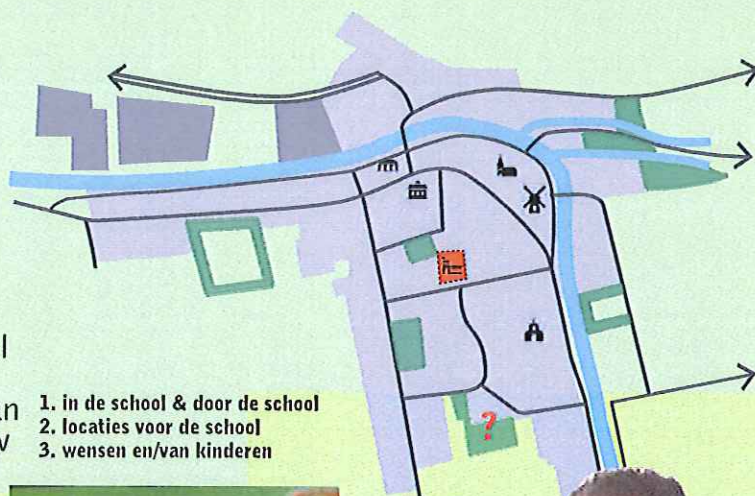 1. in de school & door de school
2. locaties voor de school
3. wensen en/van kinderen
?